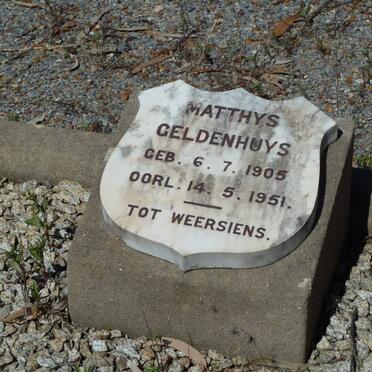 MATTHYS
GELDENHUYS
GEB. 6. 7. 1905
OORL. 14. 5. 1951.
TOT WEERSIENS.